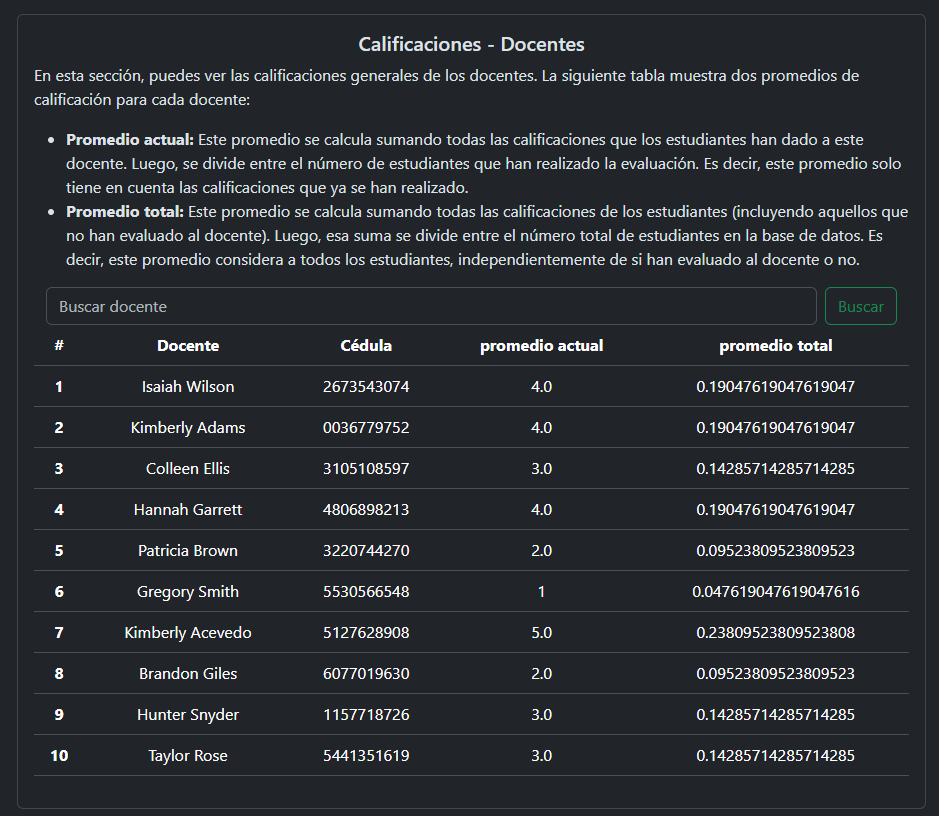 Calificaciones - Docentes
En esta sección, puedes ver las calificaciones generales de los docentes. La siguiente tabla muestra dos promedios de
calificación para cada docente:
• Promedio actual: Este promedio se calcula sumando todas las calificaciones que los estudiantes han dado a este
docente. Luego, se divide entre el número de estudiantes que han realizado la evaluación. Es decir, este promedio solo
tiene en cuenta las calificaciones que ya se han realizado.
• Promedio total: Este promedio se calcula sumando todas las calificaciones de los estudiantes (incluyendo aquellos que
no han evaluado al docente). Luego, esa suma se divide entre el número total de estudiantes en la base de datos. Es
decir, este promedio considera a todos los estudiantes, independientemente de si han evaluado al docente o no.
Buscar docente Buscar
# Docente Cédula promedio actual promedio total
1 Isaiah Wilson 2673543074 4.0 0.19047619047619047
2 Kimberly Adams 0036779752 4.0 0.19047619047619047
3 Colleen Ellis 3105108597 3.0 0.14285714285714285
4 Hannah Garrett 4806898213 4.0 0.19047619047619047
5 Patricia Brown 3220744270 2.0 0.09523809523809523
6 Gregory Smith 5530566548 1 0.047619047619047616
7 Kimberly Acevedo 5127628908 5.0 0.23809523809523808
8 Brandon Giles 6077019630 2.0 0.09523809523809523
9 Hunter Snyder 1157718726 3.0 0.14285714285714285
10 Taylor Rose 5441351619 3.0 0.14285714285714285